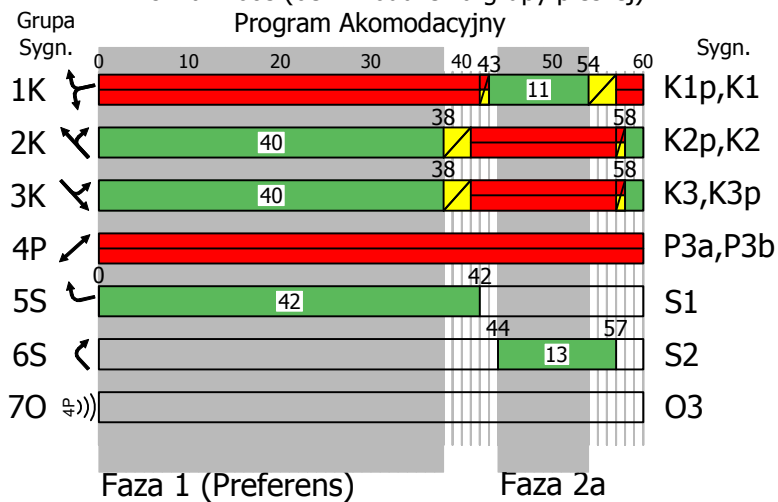 Grupa
Sygn.
Program Akomodacyjny
Sygn.
0 10 20 30 40 43 50 54 60
1K 11 K1p,K1
38 58
2K 40 K2p,K2
38 58
3K 40 K3,K3p
4P P3a,P3b
0 42
5S 42 S1
44 57
6S 13 S2
7O 4P O3
Faza 1 (Preferens) Faza 2a